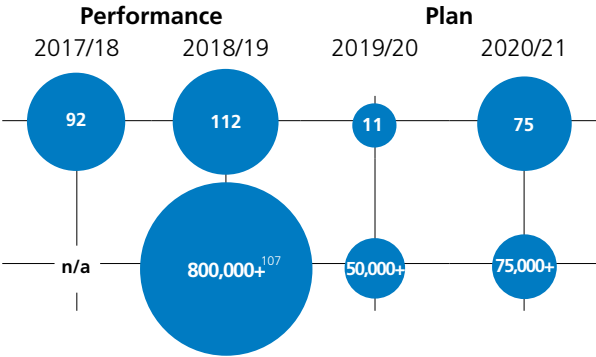 Performance Plan
2017/18 2018/19 2019/20 2020/21
92 112 11 75
n/a 800,000+107 50,000+ 75,000+